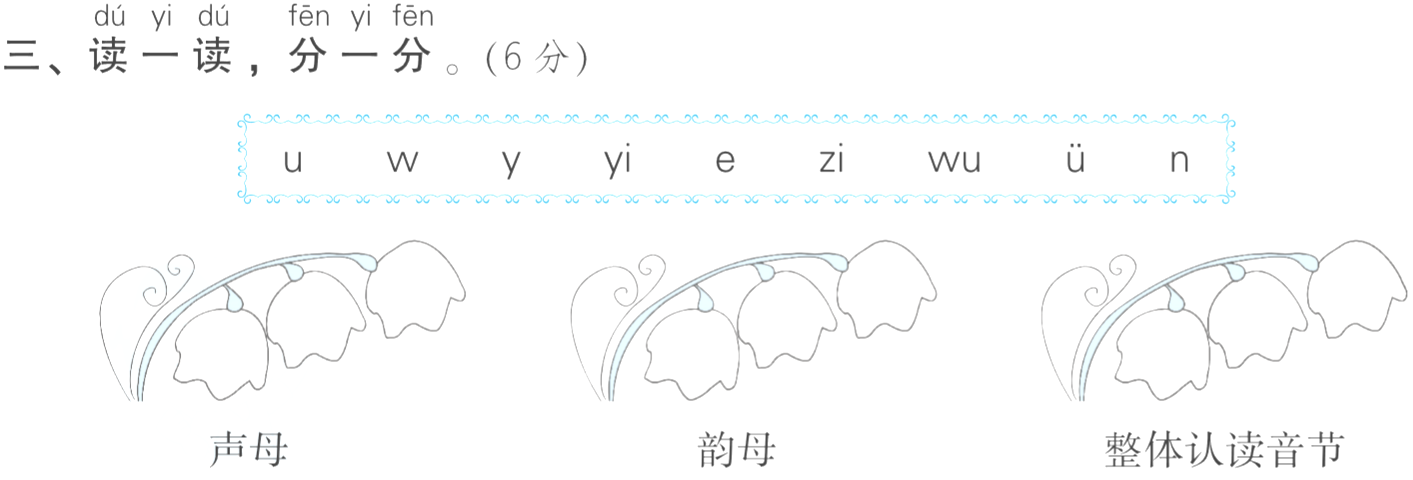 dú yi dú fēn yi fēn
三、读一读，分一分。(6分)
u w y yi e zi wu ü n
声母 韵母 整体认读音节